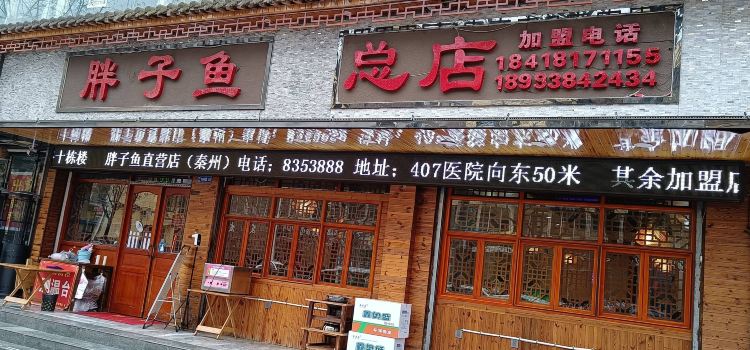 胖子鱼
总店
加盟电话
18418171155
18993842434
十栋楼 胖子鱼直营店（秦州）电话：8353888 地址：407医院向东50米 其余加盟店